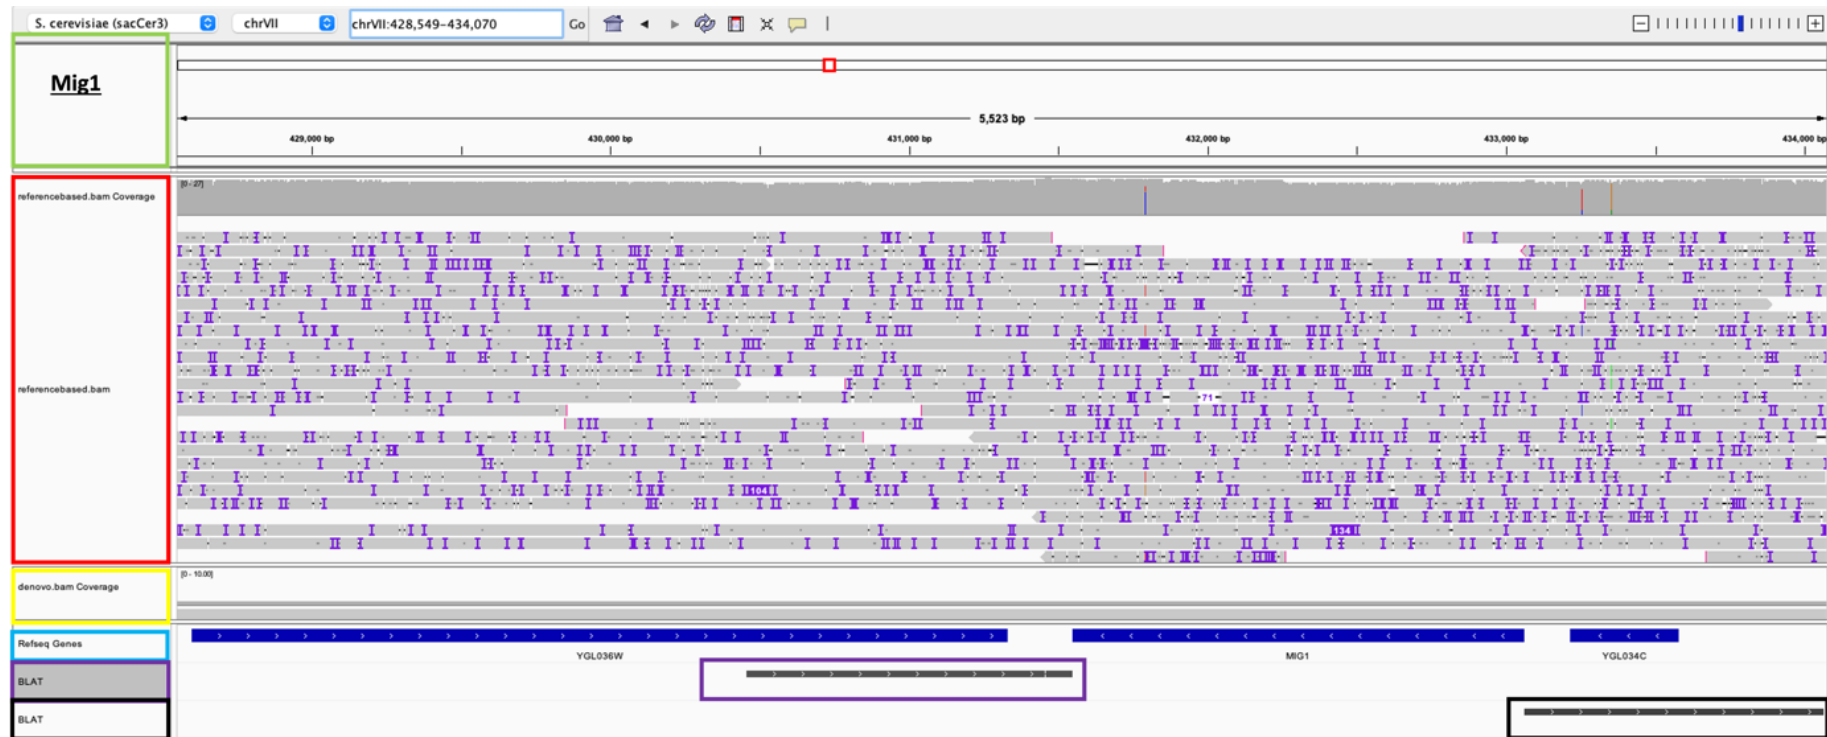 S. cerevisiae (sacCer3) chrVII chrVII:428,549–434,070 Go
Mig1
5,523 bp
429,000 bp 430,000 bp 431,000 bp 432,000 bp 433,000 bp 434,000 bp
[0 - 27]
referencebased.bam Coverage
referencebased.bam
71
134
[0 - 10.00]
denovo.bam Coverage
Refseq Genes
YGL036W MIG1 YGL034C
BLAT
BLAT